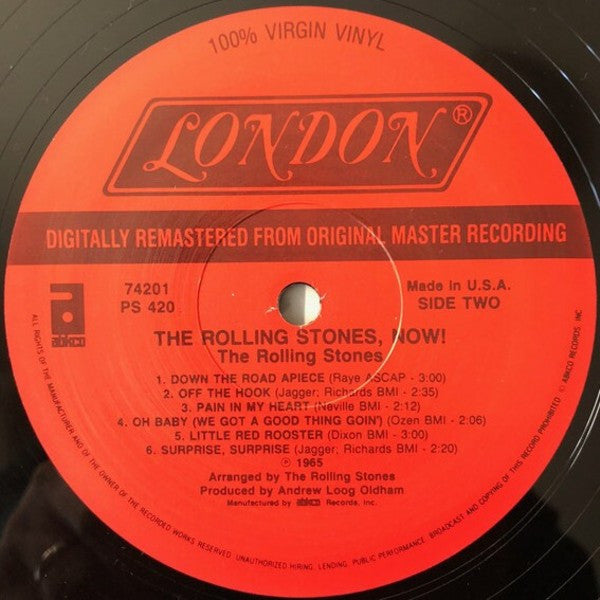 100% VIRGIN VINYL
LONDON®
DIGITALLY REMASTERED FROM ORIGINAL MASTER RECORDING
74201
PS 420
abkco
Made in U.S.A.
SIDE TWO
THE ROLLING STONES, NOW!
The Rolling Stones
1. DOWN THE ROAD APIECE (Raye ASCAP - 3:00)
2. OFF THE HOOK (Jagger; Richards BMI - 2:35)
3. PAIN IN MY HEART (Neville BMI - 2:12)
4. OH BABY (WE GOT A GOOD THING GOIN') (Ozen BMI - 2:06)
5. LITTLE RED ROOSTER (Dixon BMI - 3:00)
6. SURPRISE, SURPRISE (Jagger; Richards BMI - 2:20)
℗ 1965
Arranged by The Rolling Stones
Produced by Andrew Loog Oldham
Manufactured by abkco Records, Inc.
ALL RIGHTS OF THE MANUFACTURER AND OF THE OWNER OF THE RECORDED WORKS RESERVED. UNAUTHORIZED HIRING, LENDING, PUBLIC PERFORMANCE, BROADCAST AND COPYING OF THIS RECORD PROHIBITED © ABKCO RECORDS, INC